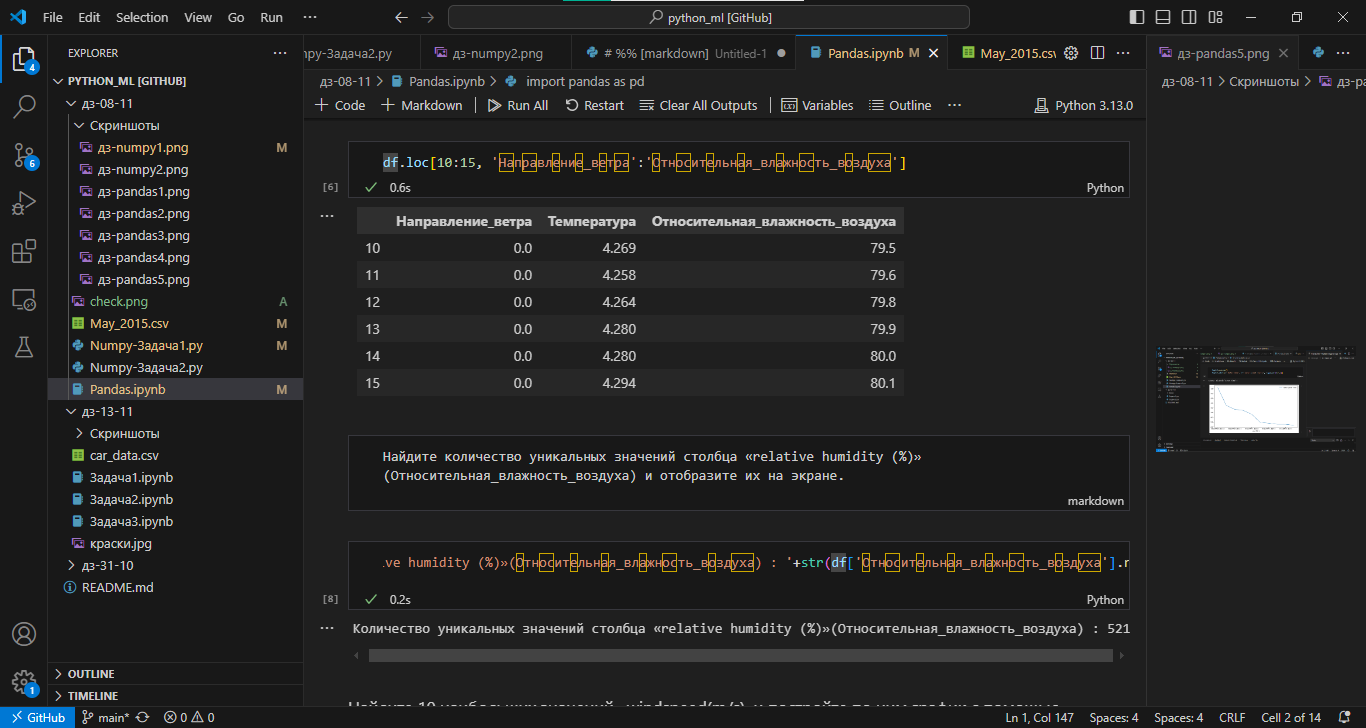 File Edit Selection View Go Run ··· python_ml [GitHub]
EXPLORER
PYTHON_ML [GITHUB]
дз-08-11
Скриншоты
дз-numpy1.png M
дз-numpy2.png
дз-pandas1.png
дз-pandas2.png
дз-pandas3.png
дз-pandas4.png
дз-pandas5.png
check.png A
May_2015.csv M
Numpy-Задача1.py M
Numpy-Задача2.py
Pandas.ipynb M
дз-13-11
Скриншоты
car_data.csv
Задача1.ipynb
Задача2.ipynb
Задача3.ipynb
краски.jpg
дз-31-10
README.md
OUTLINE
TIMELINE
mpy-Задача2.py дз-numpy2.png # %% [markdown] Untitled-1 Pandas.ipynb M May_2015.csv
дз-08-11 > Pandas.ipynb > import pandas as pd
Code Markdown Run All Restart Clear All Outputs Variables Outline ··· Python 3.13.0
df.loc[10:15, 'Направление_ветра':'Относительная_влажность_воздуха']
[6] 0.6s Python
Направление_ветра Температура Относительная_влажность_воздуха
10 0.0 4.269 79.5
11 0.0 4.258 79.6
12 0.0 4.264 79.8
13 0.0 4.280 79.9
14 0.0 4.280 80.0
15 0.0 4.294 80.1
Найдите количество уникальных значений столбца «relative humidity (%)»
(Относительная_влажность_воздуха) и отобразите их на экране.
markdown
ve humidity (%)»(Относительная_влажность_воздуха) : '+str(df['Относительная_влажность_воздуха'].n
[8] 0.2s Python
Количество уникальных значений столбца «relative humidity (%)»(Относительная_влажность_воздуха) : 521
дз-pandas5.png
дз-08-11 > Скриншоты >
GitHub main* 0 0 Ln 1, Col 147 Spaces: 4 Spaces: 4 CRLF Cell 2 of 14